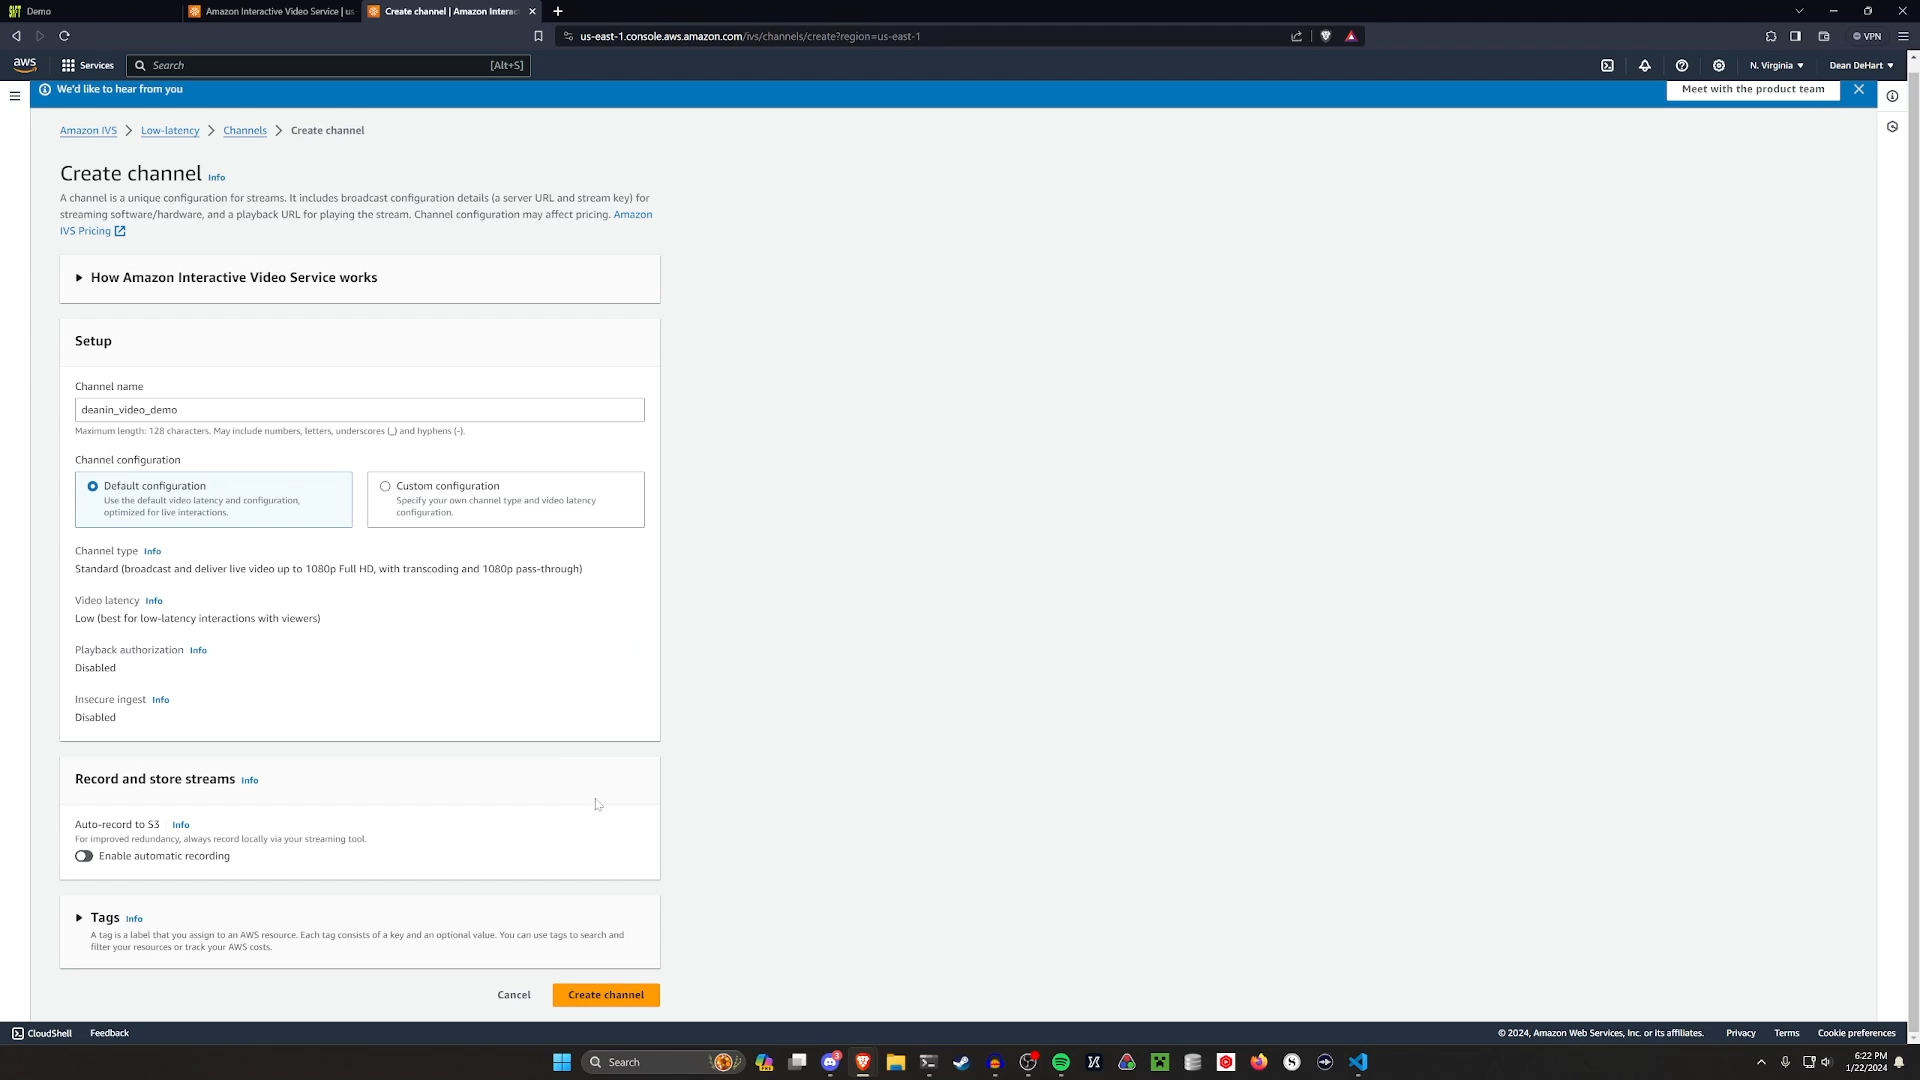 Demo
Amazon Interactive Video Service | us
Create channel | Amazon Interac
us-east-1.console.aws.amazon.com/ivs/channels/create?region=us-east-1
VPN
aws
Services
Search
[Alt+S]
N. Virginia
Dean DeHart
We'd like to hear from you
Meet with the product team
Amazon IVS
Low-latency
Channels
Create channel
Create channel Info
A channel is a unique configuration for streams. It includes broadcast configuration details (a server URL and stream key) for
streaming software/hardware, and a playback URL for playing the stream. Channel configuration may affect pricing. Amazon
IVS Pricing
How Amazon Interactive Video Service works
Setup
Channel name
deanin_video_demo
Maximum length: 128 characters. May include numbers, letters, underscores (_) and hyphens (-).
Channel configuration
Default configuration
Use the default video latency and configuration,
optimized for live interactions.
Custom configuration
Specify your own channel type and video latency
configuration.
Channel type Info
Standard (broadcast and deliver live video up to 1080p Full HD, with transcoding and 1080p pass-through)
Video latency Info
Low (best for low-latency interactions with viewers)
Playback authorization Info
Disabled
Insecure ingest Info
Disabled
Record and store streams Info
Auto-record to S3 Info
For improved redundancy, always record locally via your streaming tool.
Enable automatic recording
Tags Info
A tag is a label that you assign to an AWS resource. Each tag consists of a key and an optional value. You can use tags to search and
filter your resources or track your AWS costs.
Cancel
Create channel
CloudShell
Feedback
© 2024, Amazon Web Services, Inc. or its affiliates.
Privacy
Terms
Cookie preferences
Search
3
6:22 PM
1/22/2024